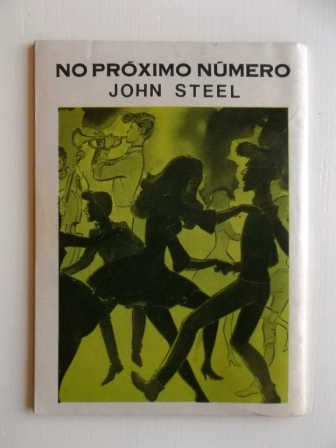 NO PRÓXIMO NÚMERO
JOHN STEEL